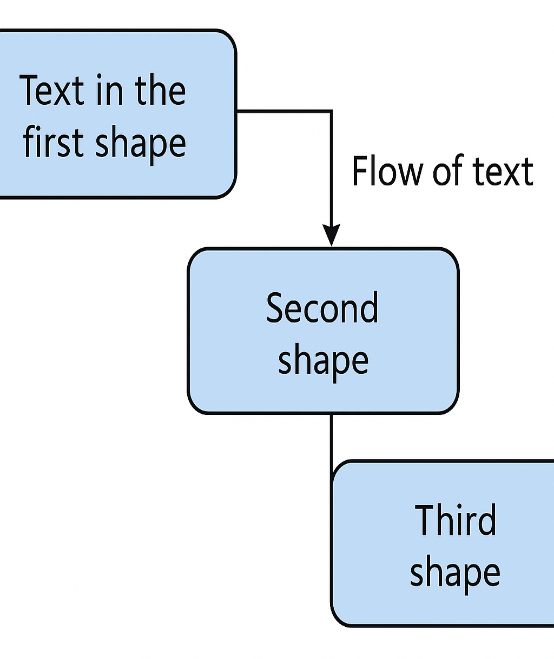 Text in the
first shape
Flow of text
Second
shape
Third
shape